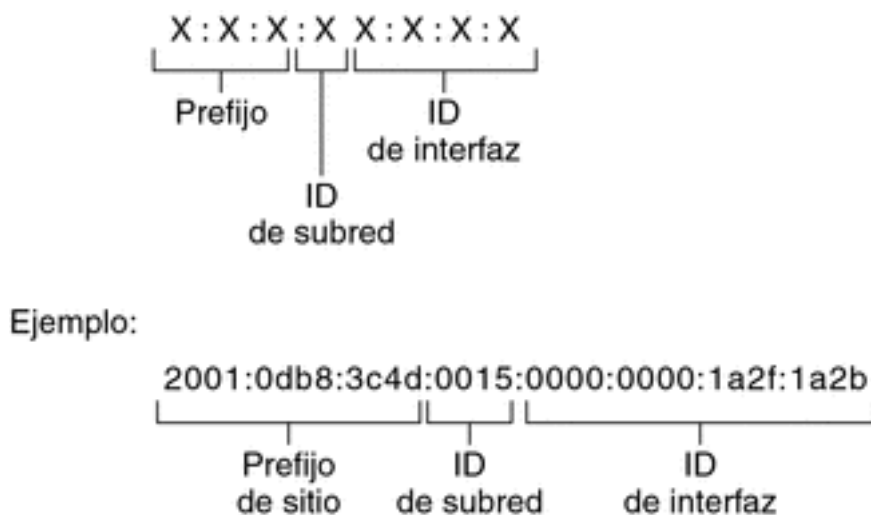 X : X : X : X X : X : X : X
Prefijo
ID
de interfaz
ID
de subred
Ejemplo:
2001:0db8:3c4d:0015:0000:0000:1a2f:1a2b
Prefijo
de sitio
ID
de subred
ID
de interfaz